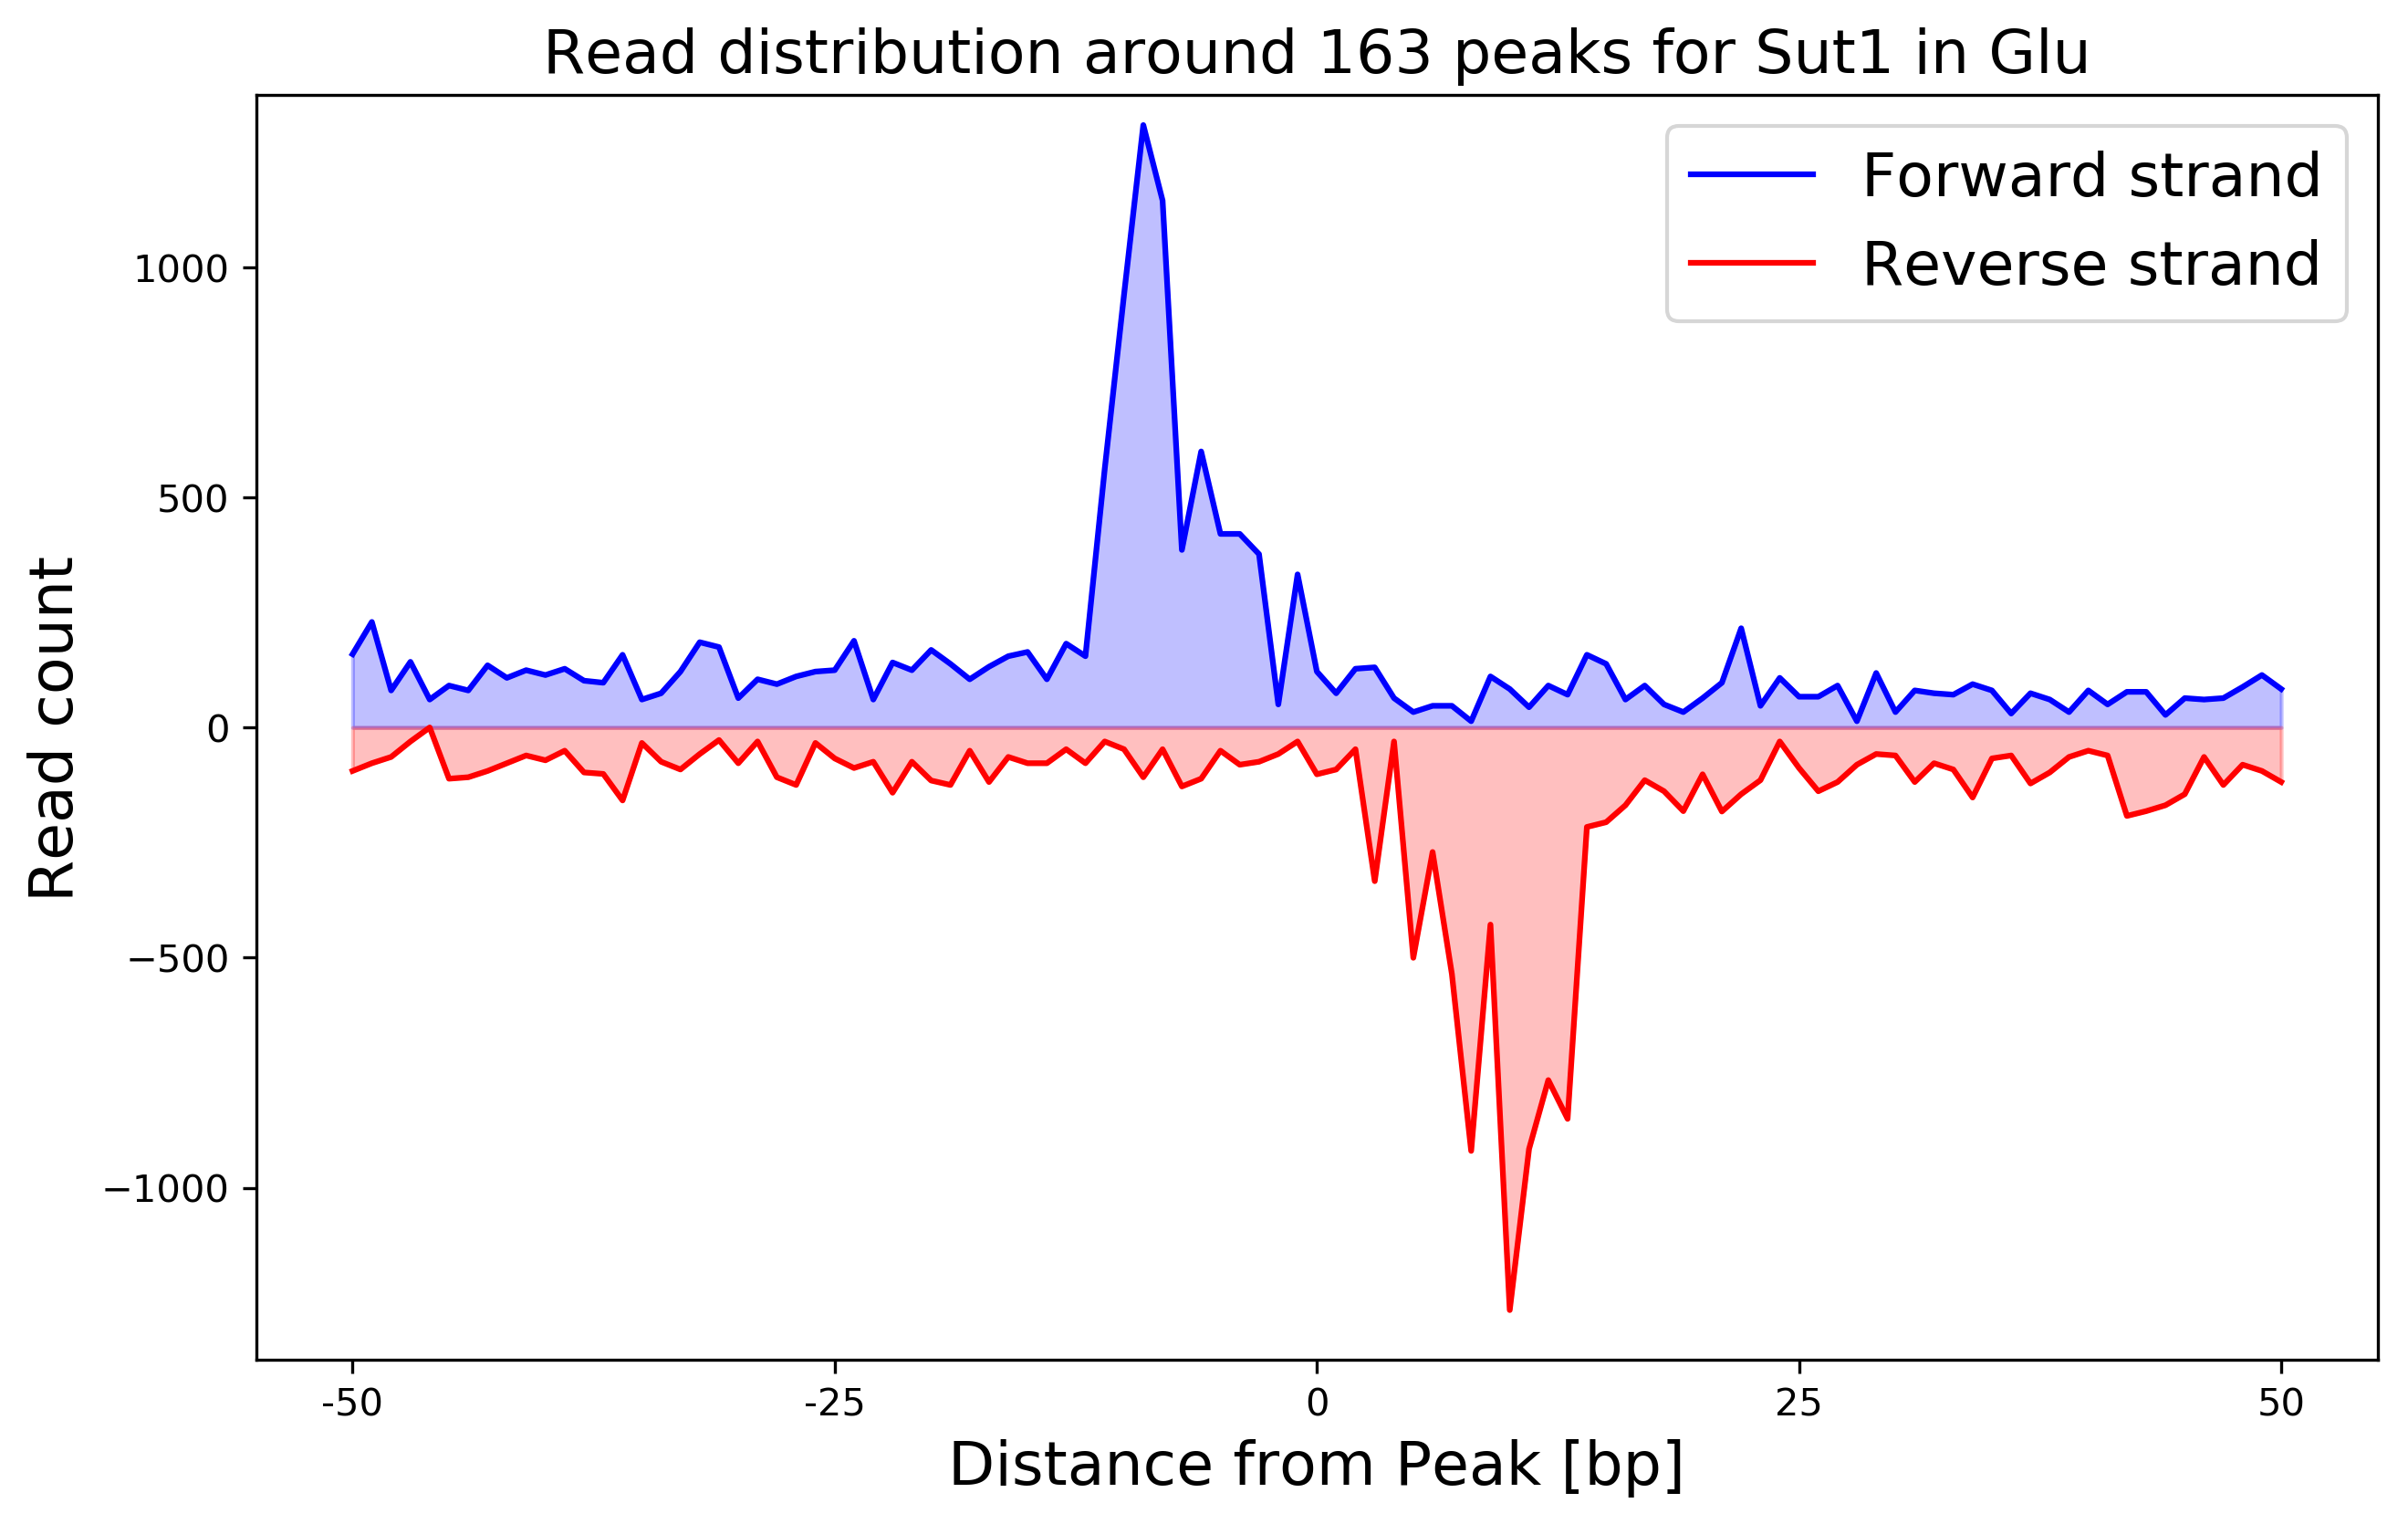 Read distribution around 163 peaks for Sut1 in Glu
Forward strand
Reverse strand
1000
500
0
−500
−1000
Read count
-50
-25
0
25
50
Distance from Peak [bp]